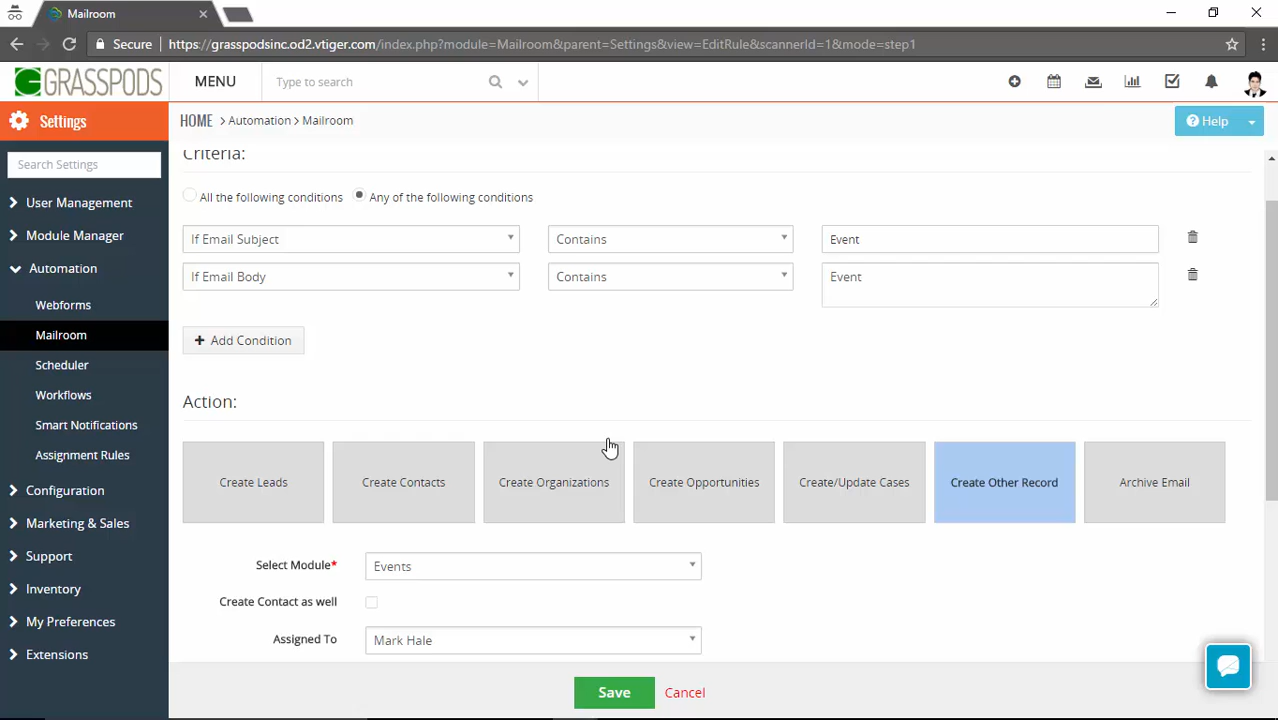 Mailroom
Secure
https://grasspodsinc.od2.vtiger.com/index.php?module=Mailroom&parent=Settings&view=EditRule&scannerId=1&mode=step1
GRASSPODS
MENU
Type to search
Settings
HOME > Automation > Mailroom
Help
Search Settings
User Management
Module Manager
Automation
Webforms
Mailroom
Scheduler
Workflows
Smart Notifications
Assignment Rules
Configuration
Marketing & Sales
Support
Inventory
My Preferences
Extensions
Criteria:
All the following conditions
Any of the following conditions
If Email Subject
Contains
Event
If Email Body
Contains
Event
Add Condition
Action:
Create Leads
Create Contacts
Create Organizations
Create Opportunities
Create/Update Cases
Create Other Record
Archive Email
Select Module*
Events
Create Contact as well
Assigned To
Mark Hale
Save
Cancel